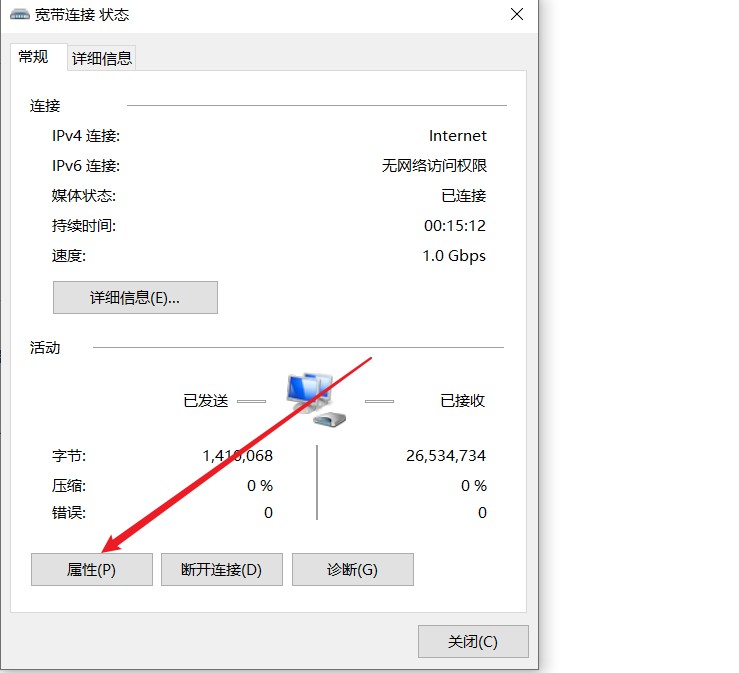 宽带连接 状态
常规 详细信息
连接
IPv4 连接: Internet
IPv6 连接: 无网络访问权限
媒体状态: 已连接
持续时间: 00:15:12
速度: 1.0 Gbps
详细信息(E)...
活动
已发送 已接收
字节: 1,410,068 26,534,734
压缩: 0 % 0 %
错误: 0 0
属性(P) 断开连接(D) 诊断(G)
关闭(C)